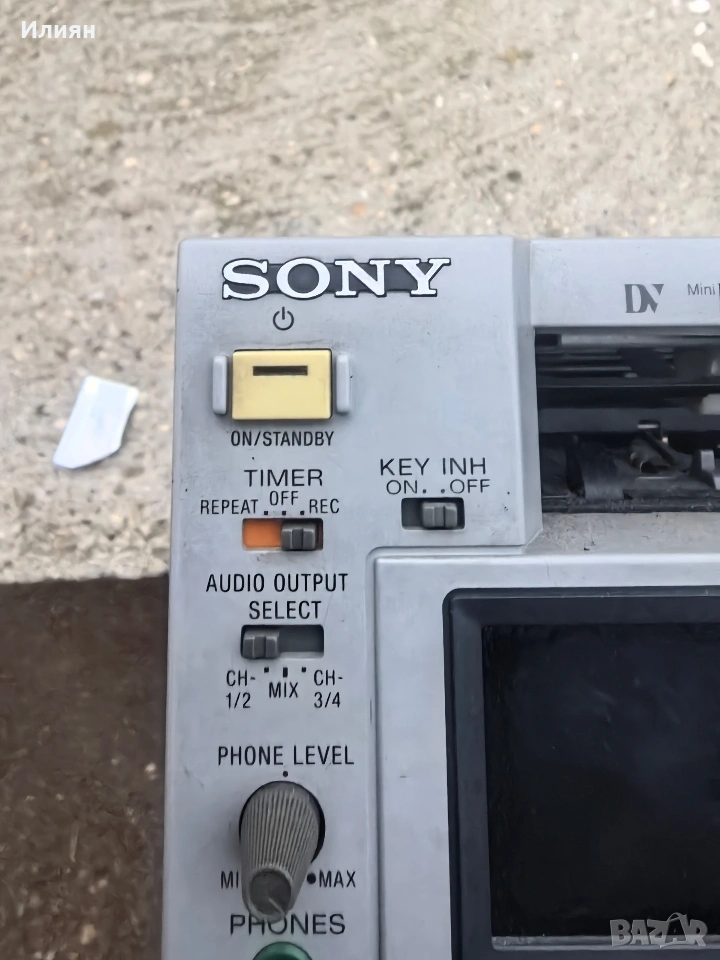 Илиян
SONY
DV Mini
ON/STANDBY
TIMER
OFF
REPEAT REC
KEY INH
ON..OFF
AUDIO OUTPUT
SELECT
CH-1/2 MIX CH-3/4
PHONE LEVEL
MI MAX
PHONES
BAZAR